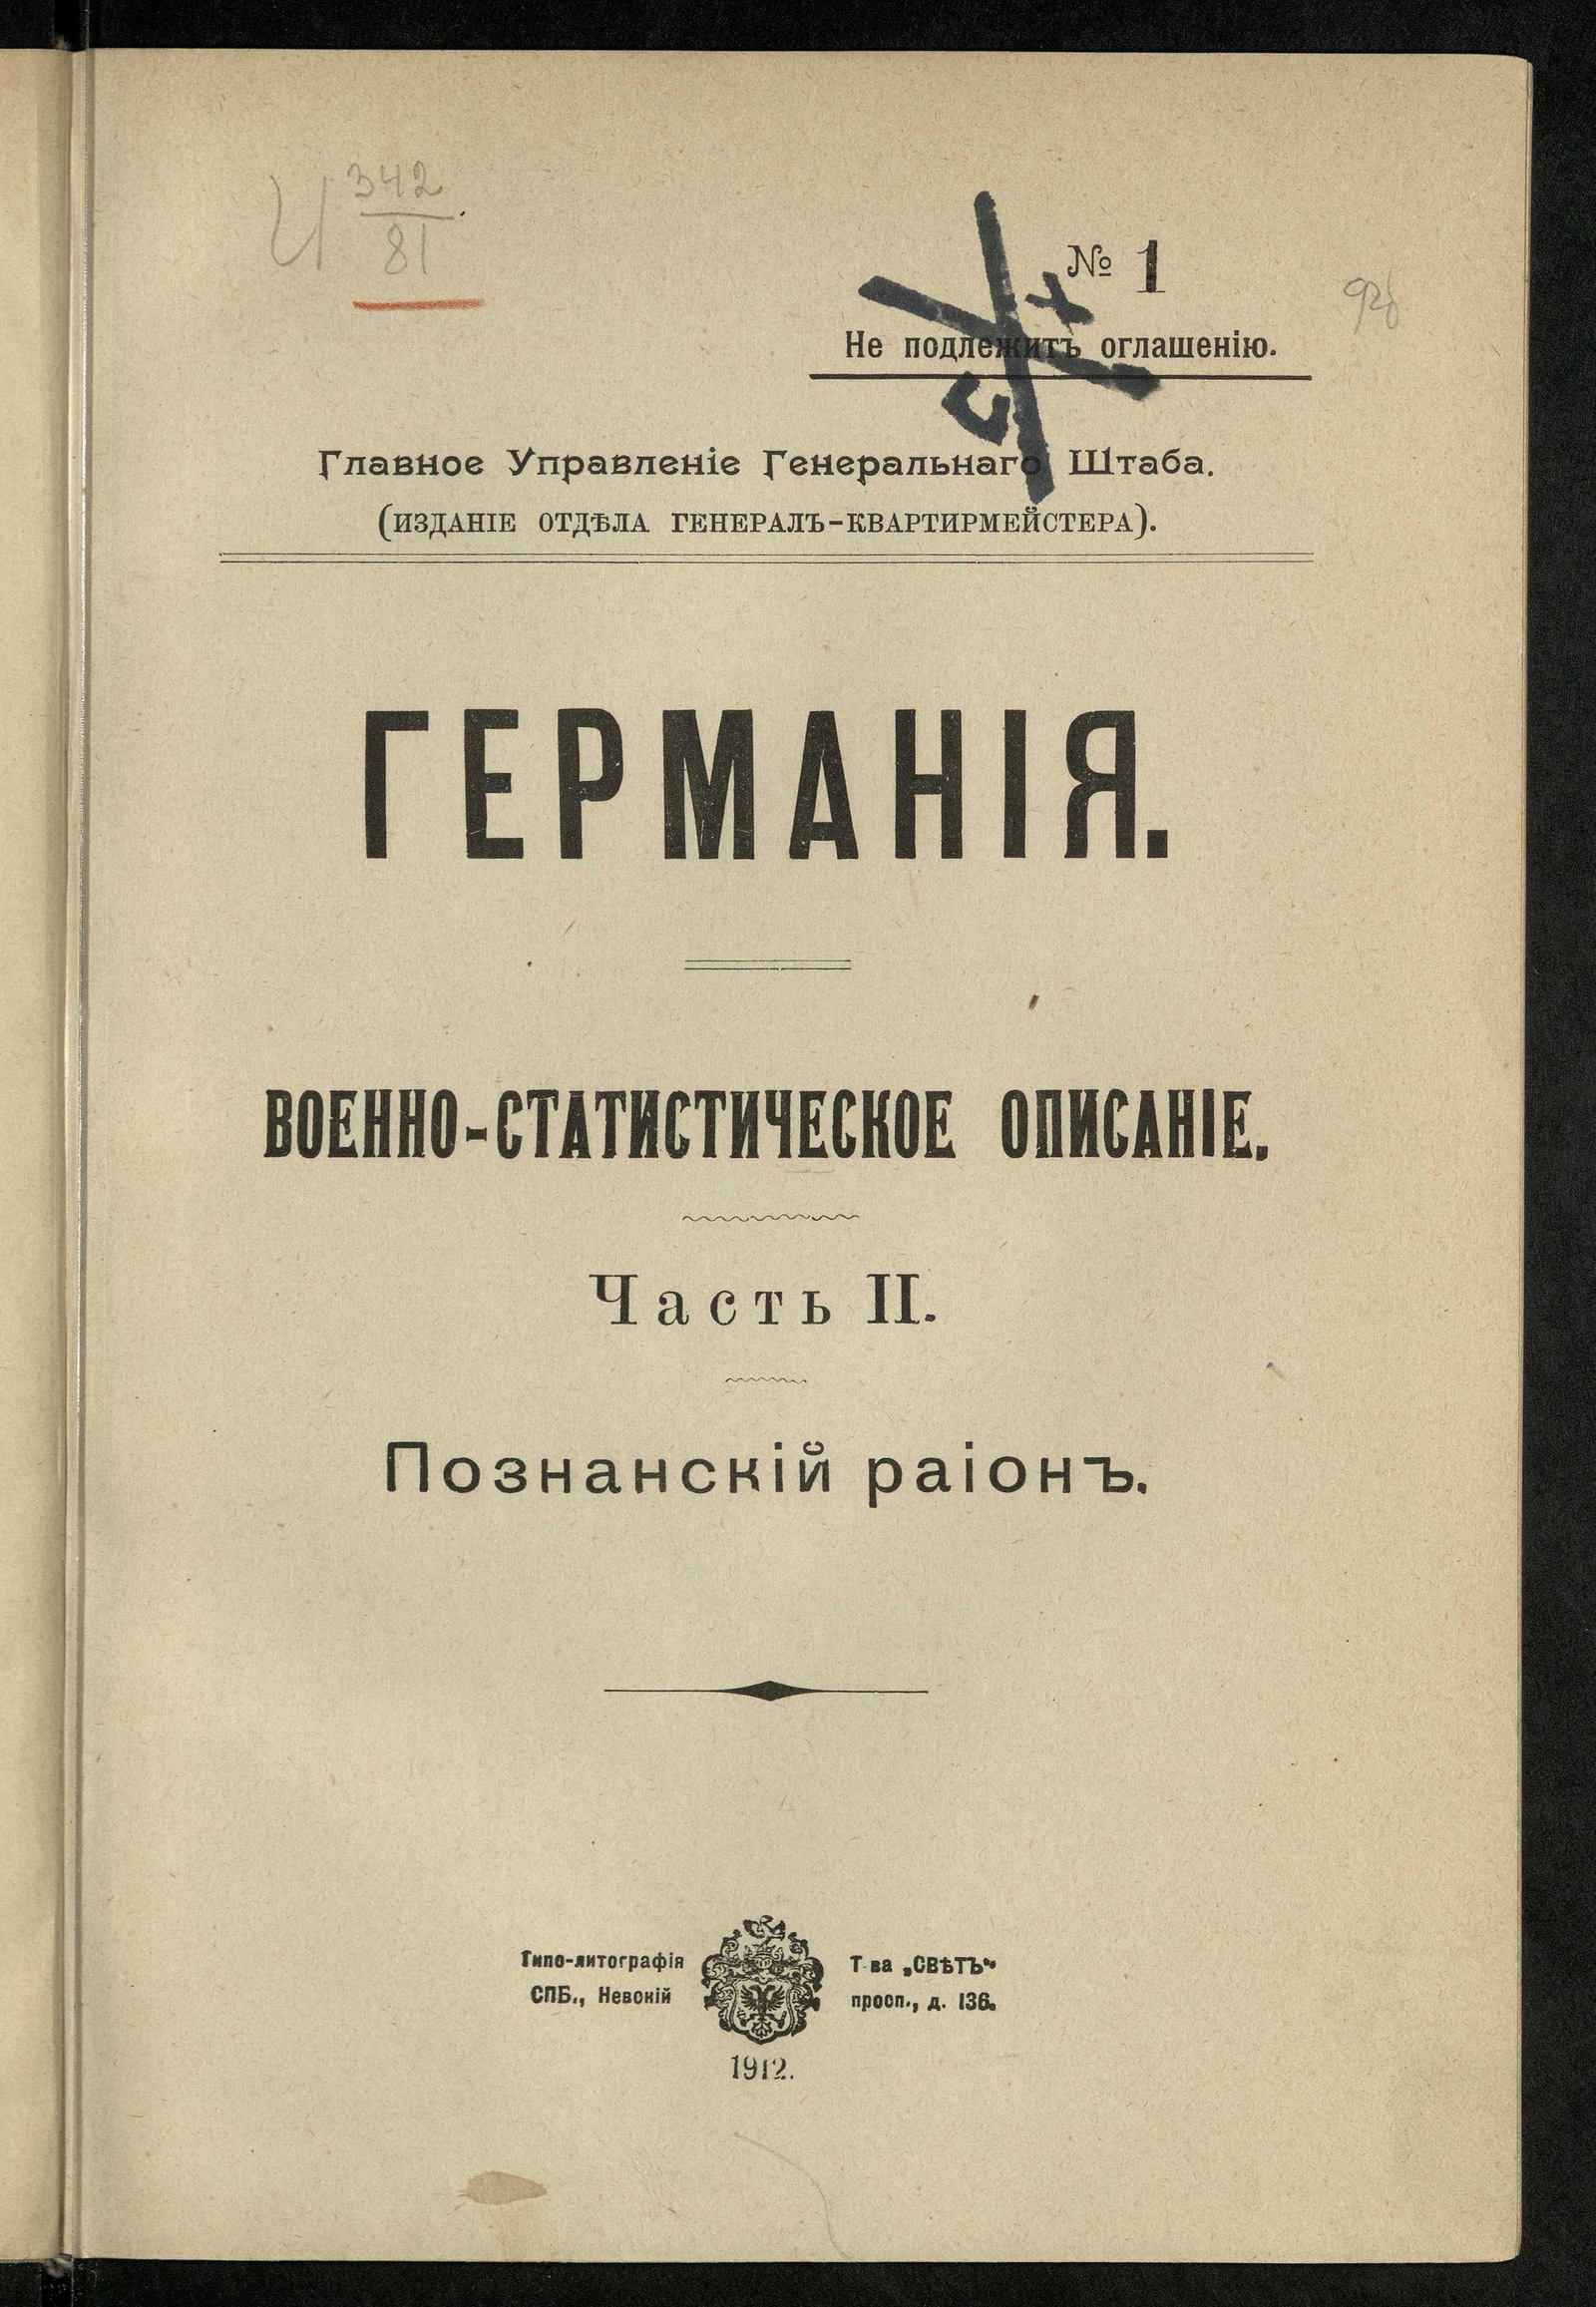 И 342
81
№ 1
Не подлежитъ оглашенію.
Главное Управленіе Генеральнаго Штаба.
(ИЗДАНІЕ ОТДѢЛА ГЕНЕРАЛЪ-КВАРТИРМЕЙСТЕРА).
ГЕРМАНІЯ.
ВОЕННО-СТАТИСТИЧЕСКОЕ ОПИСАНІЕ.
Часть II.
Познанскій раіонъ.
Типо-литографія Т-ва „СВѢТЪ“
СПБ., Невскій просп., д. 136.
1912.